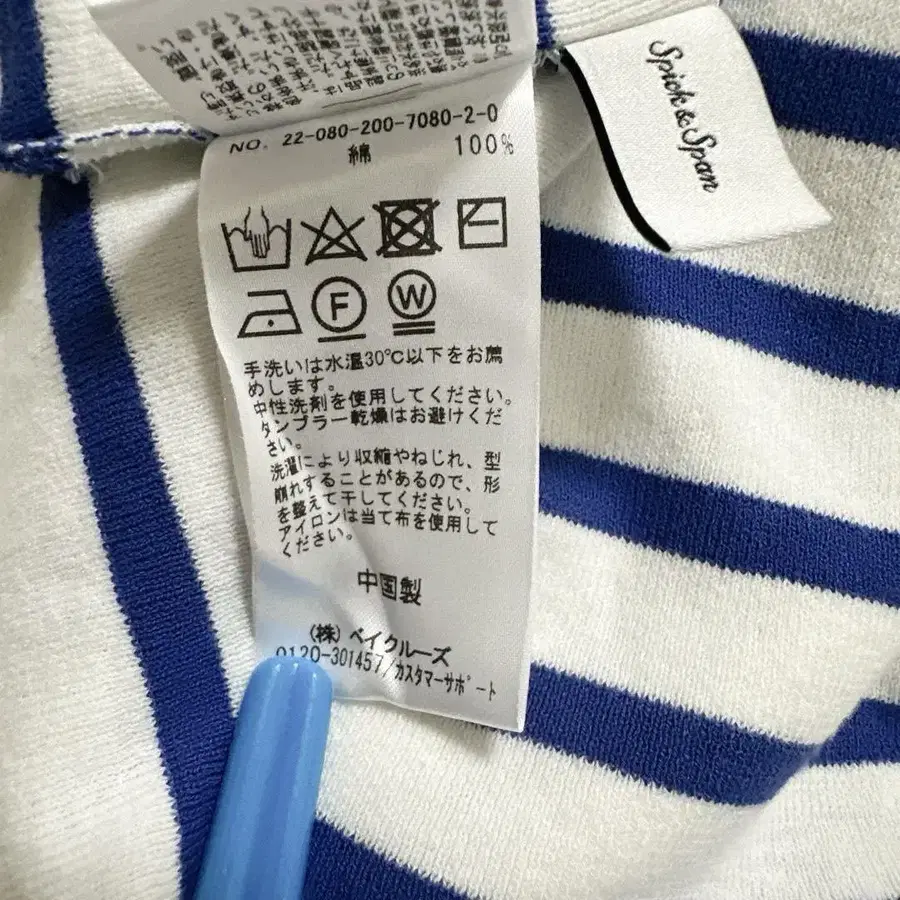 Spick & Span
NO. 22-080-200-7080-2-0
綿 100%
F
W
手洗いは水温30℃以下をお薦
めします。
中性洗剤を使用してください。
タンブラー乾燥はお避けくだ
さい。
洗濯により収縮やねじれ、型
崩れすることがあるので、形
を整えて干してください。
アイロンは当て布を使用して
ください。
中国製
(株)ベイクルーズ
0120-301457/カスタマーサポート